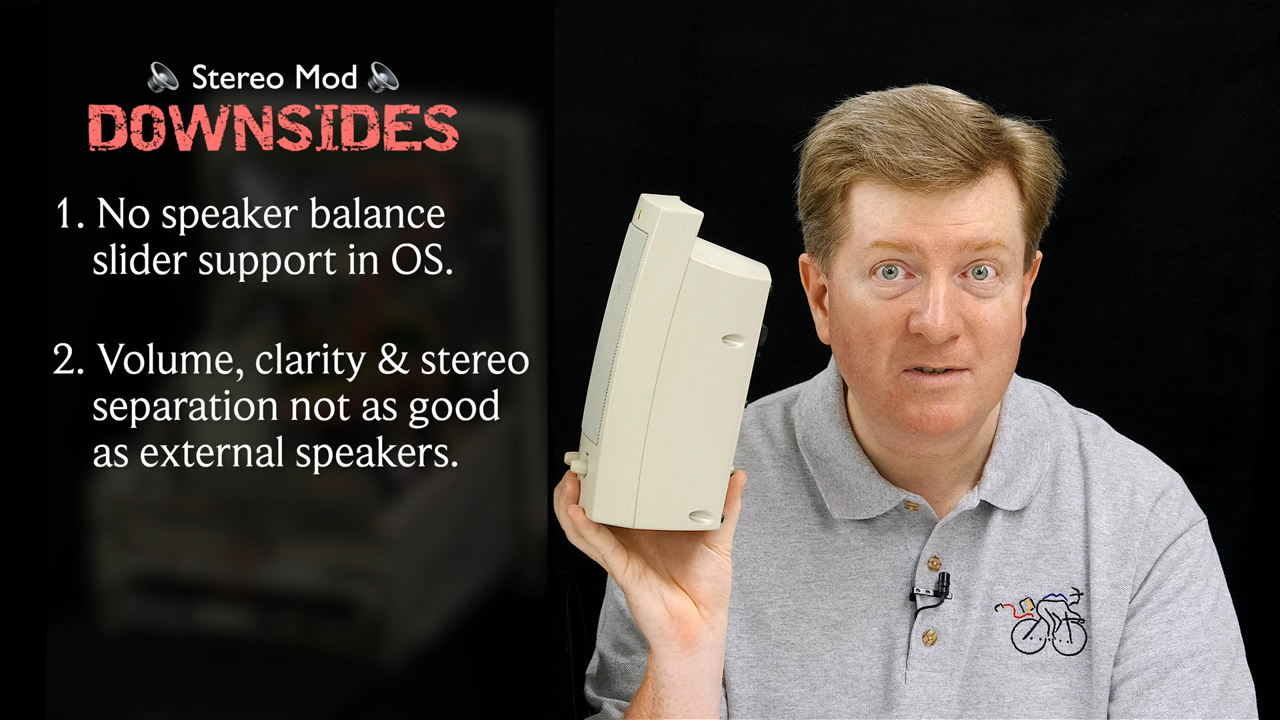 Stereo Mod
DOWNSIDES
1. No speaker balance
slider support in OS.
2. Volume, clarity & stereo
separation not as good
as external speakers.